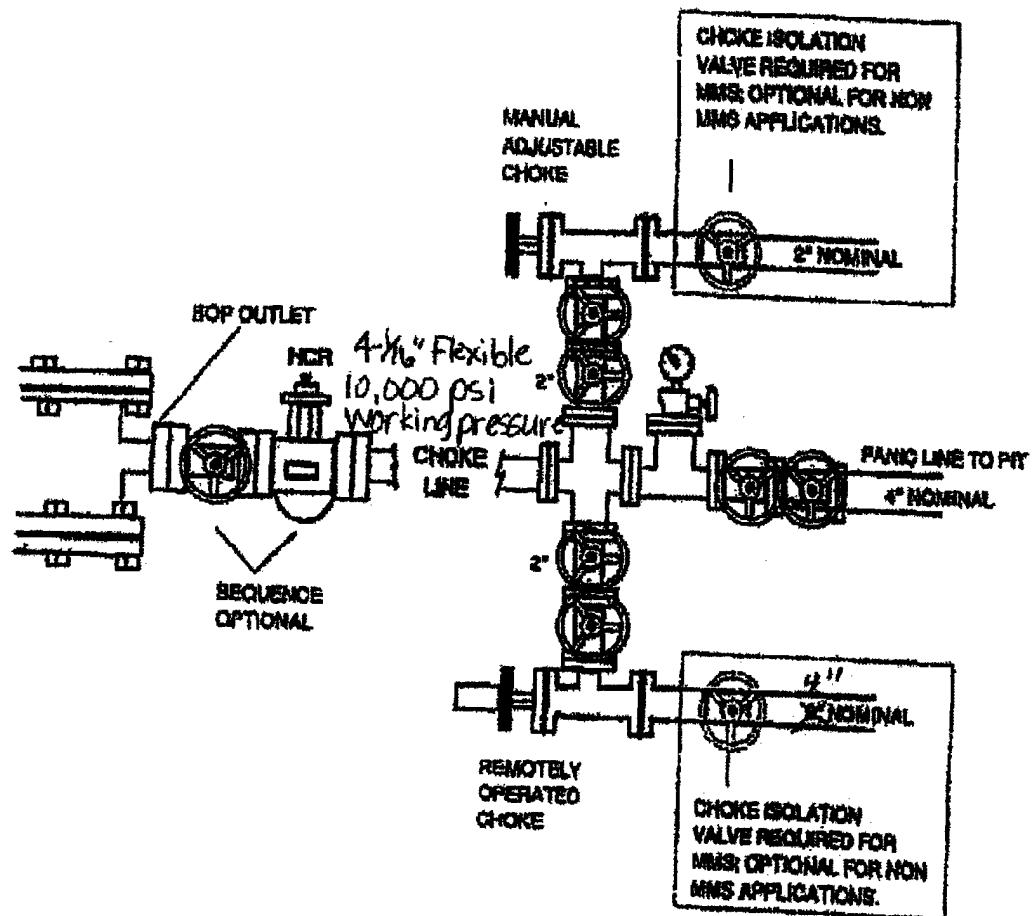 CHOKE ISOLATION
VALVE REQUIRED FOR
MMS; OPTIONAL FOR NON
MMS APPLICATIONS.
MANUAL
ADJUSTABLE
CHOKE
2" NOMINAL
BOP OUTLET
HCR
4-1/16" Flexible
10,000 psi
Working pressure
2"
CHOKE
LINE
PANIC LINE TO PIT
4" NOMINAL
2"
SEQUENCE
OPTIONAL
4"
NOMINAL
REMOTELY
OPERATED
CHOKE
CHOKE ISOLATION
VALVE REQUIRED FOR
MMS; OPTIONAL FOR NON
MMS APPLICATIONS.